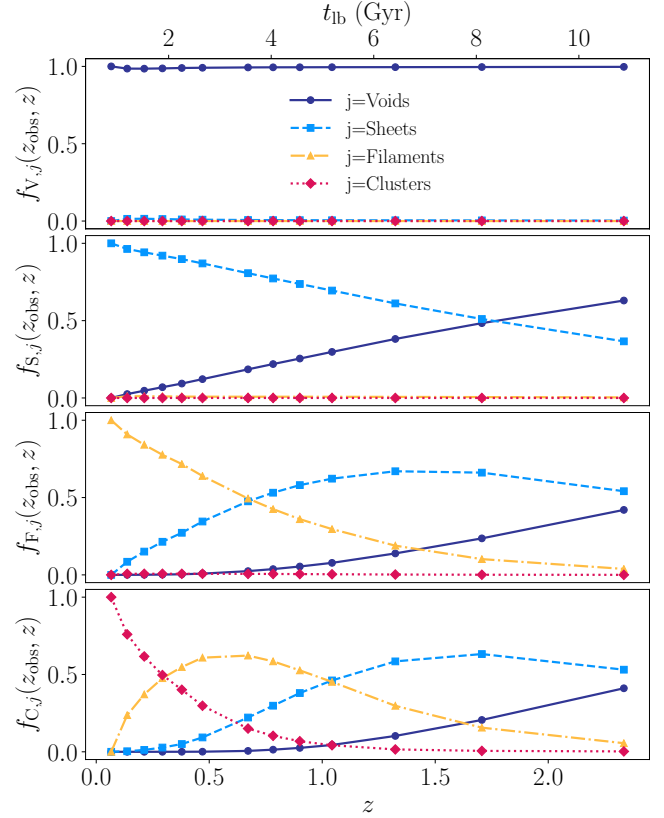 t_lb (Gyr)
2 4 6 8 10
1.0
j=Voids
j=Sheets
0.5
j=Filaments
j=Clusters
0.0
f_V,j(z_obs, z)
1.0
0.5
0.0
f_S,j(z_obs, z)
1.0
0.5
0.0
f_F,j(z_obs, z)
1.0
0.5
0.0
f_C,j(z_obs, z)
0.0 0.5 1.0 1.5 2.0
z